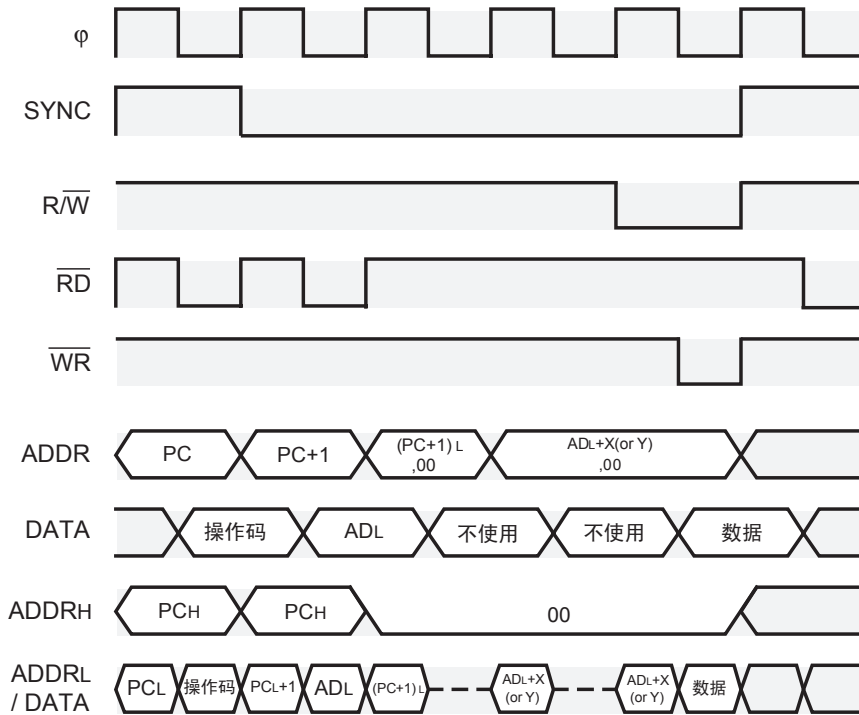 φ
SYNC
R/W
RD
WR
ADDR PC PC+1 (PC+1)L ,00 ADL+X(or Y) ,00
DATA 操作码 ADL 不使用 不使用 数据
ADDRH PCH PCH 00
ADDRL / DATA PCL 操作码 PCL+1 ADL (PC+1)L ADL+X (or Y) ADL+X (or Y) 数据